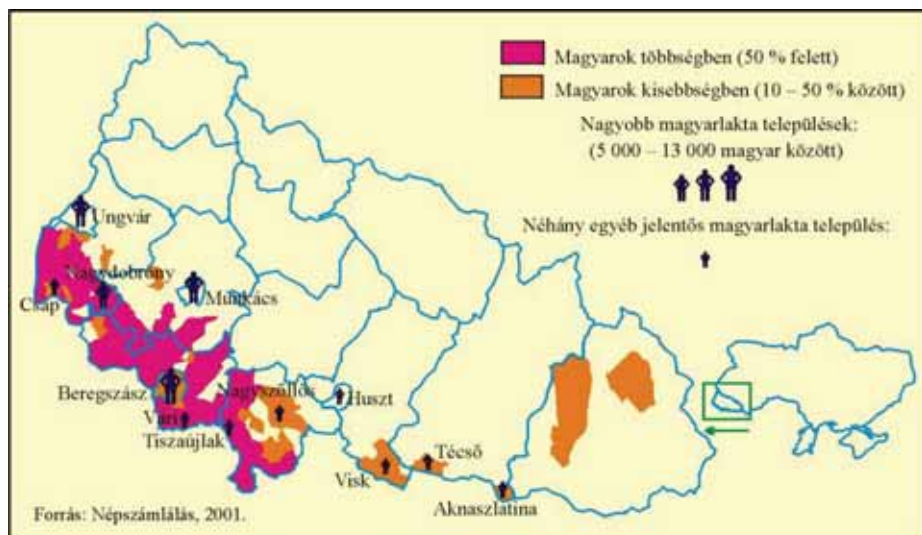 Magyarok többségben (50 % felett)
Magyarok kisebbségben (10 – 50 % között)
Nagyobb magyarlakta települések:
(5 000 – 13 000 magyar között)
Néhány egyéb jelentős magyarlakta település:
Ungvár
Nagydobrony
Csap
Munkács
Beregszász
Nagyszőllős
Huszt
Vári
Tiszaújlak
Técső
Visk
Aknaszlatina
Forrás: Népszámlálás, 2001.